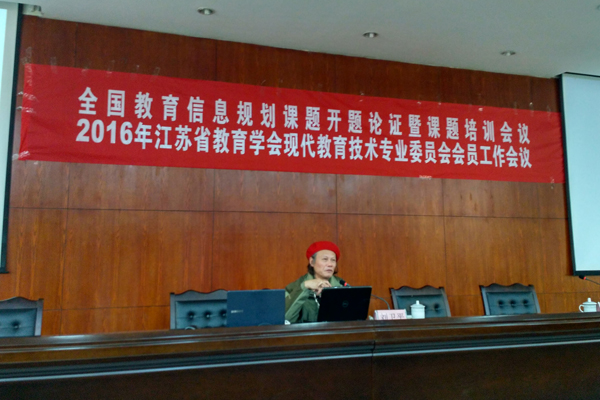 全国教育信息规划课题开题论证暨课题培训会议
2016年江苏省教育学会现代教育技术专业委员会会员工作会议